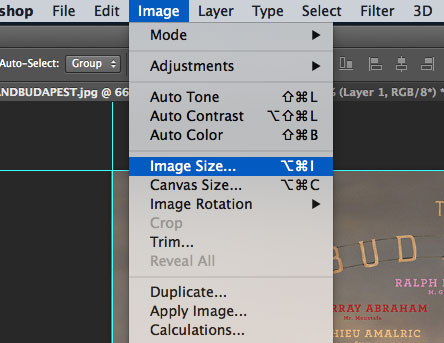 shop File Edit Image Layer Type Select Filter 3D
Auto-Select: Group
NDBUDAPEST.jpg @ 66 % (Layer 1, RGB/8*) *
Mode
Adjustments
Auto Tone ⇧⌘L
Auto Contrast ⌥⇧⌘L
Auto Color ⇧⌘B
Image Size... ⌥⌘I
Canvas Size... ⌥⌘C
Image Rotation
Crop
Trim...
Reveal All
Duplicate...
Apply Image...
Calculations...
T
BUD
RALPH
M. G
RRAY ABRAHAM
Mr. Moustafa
HIEU AMALRIC